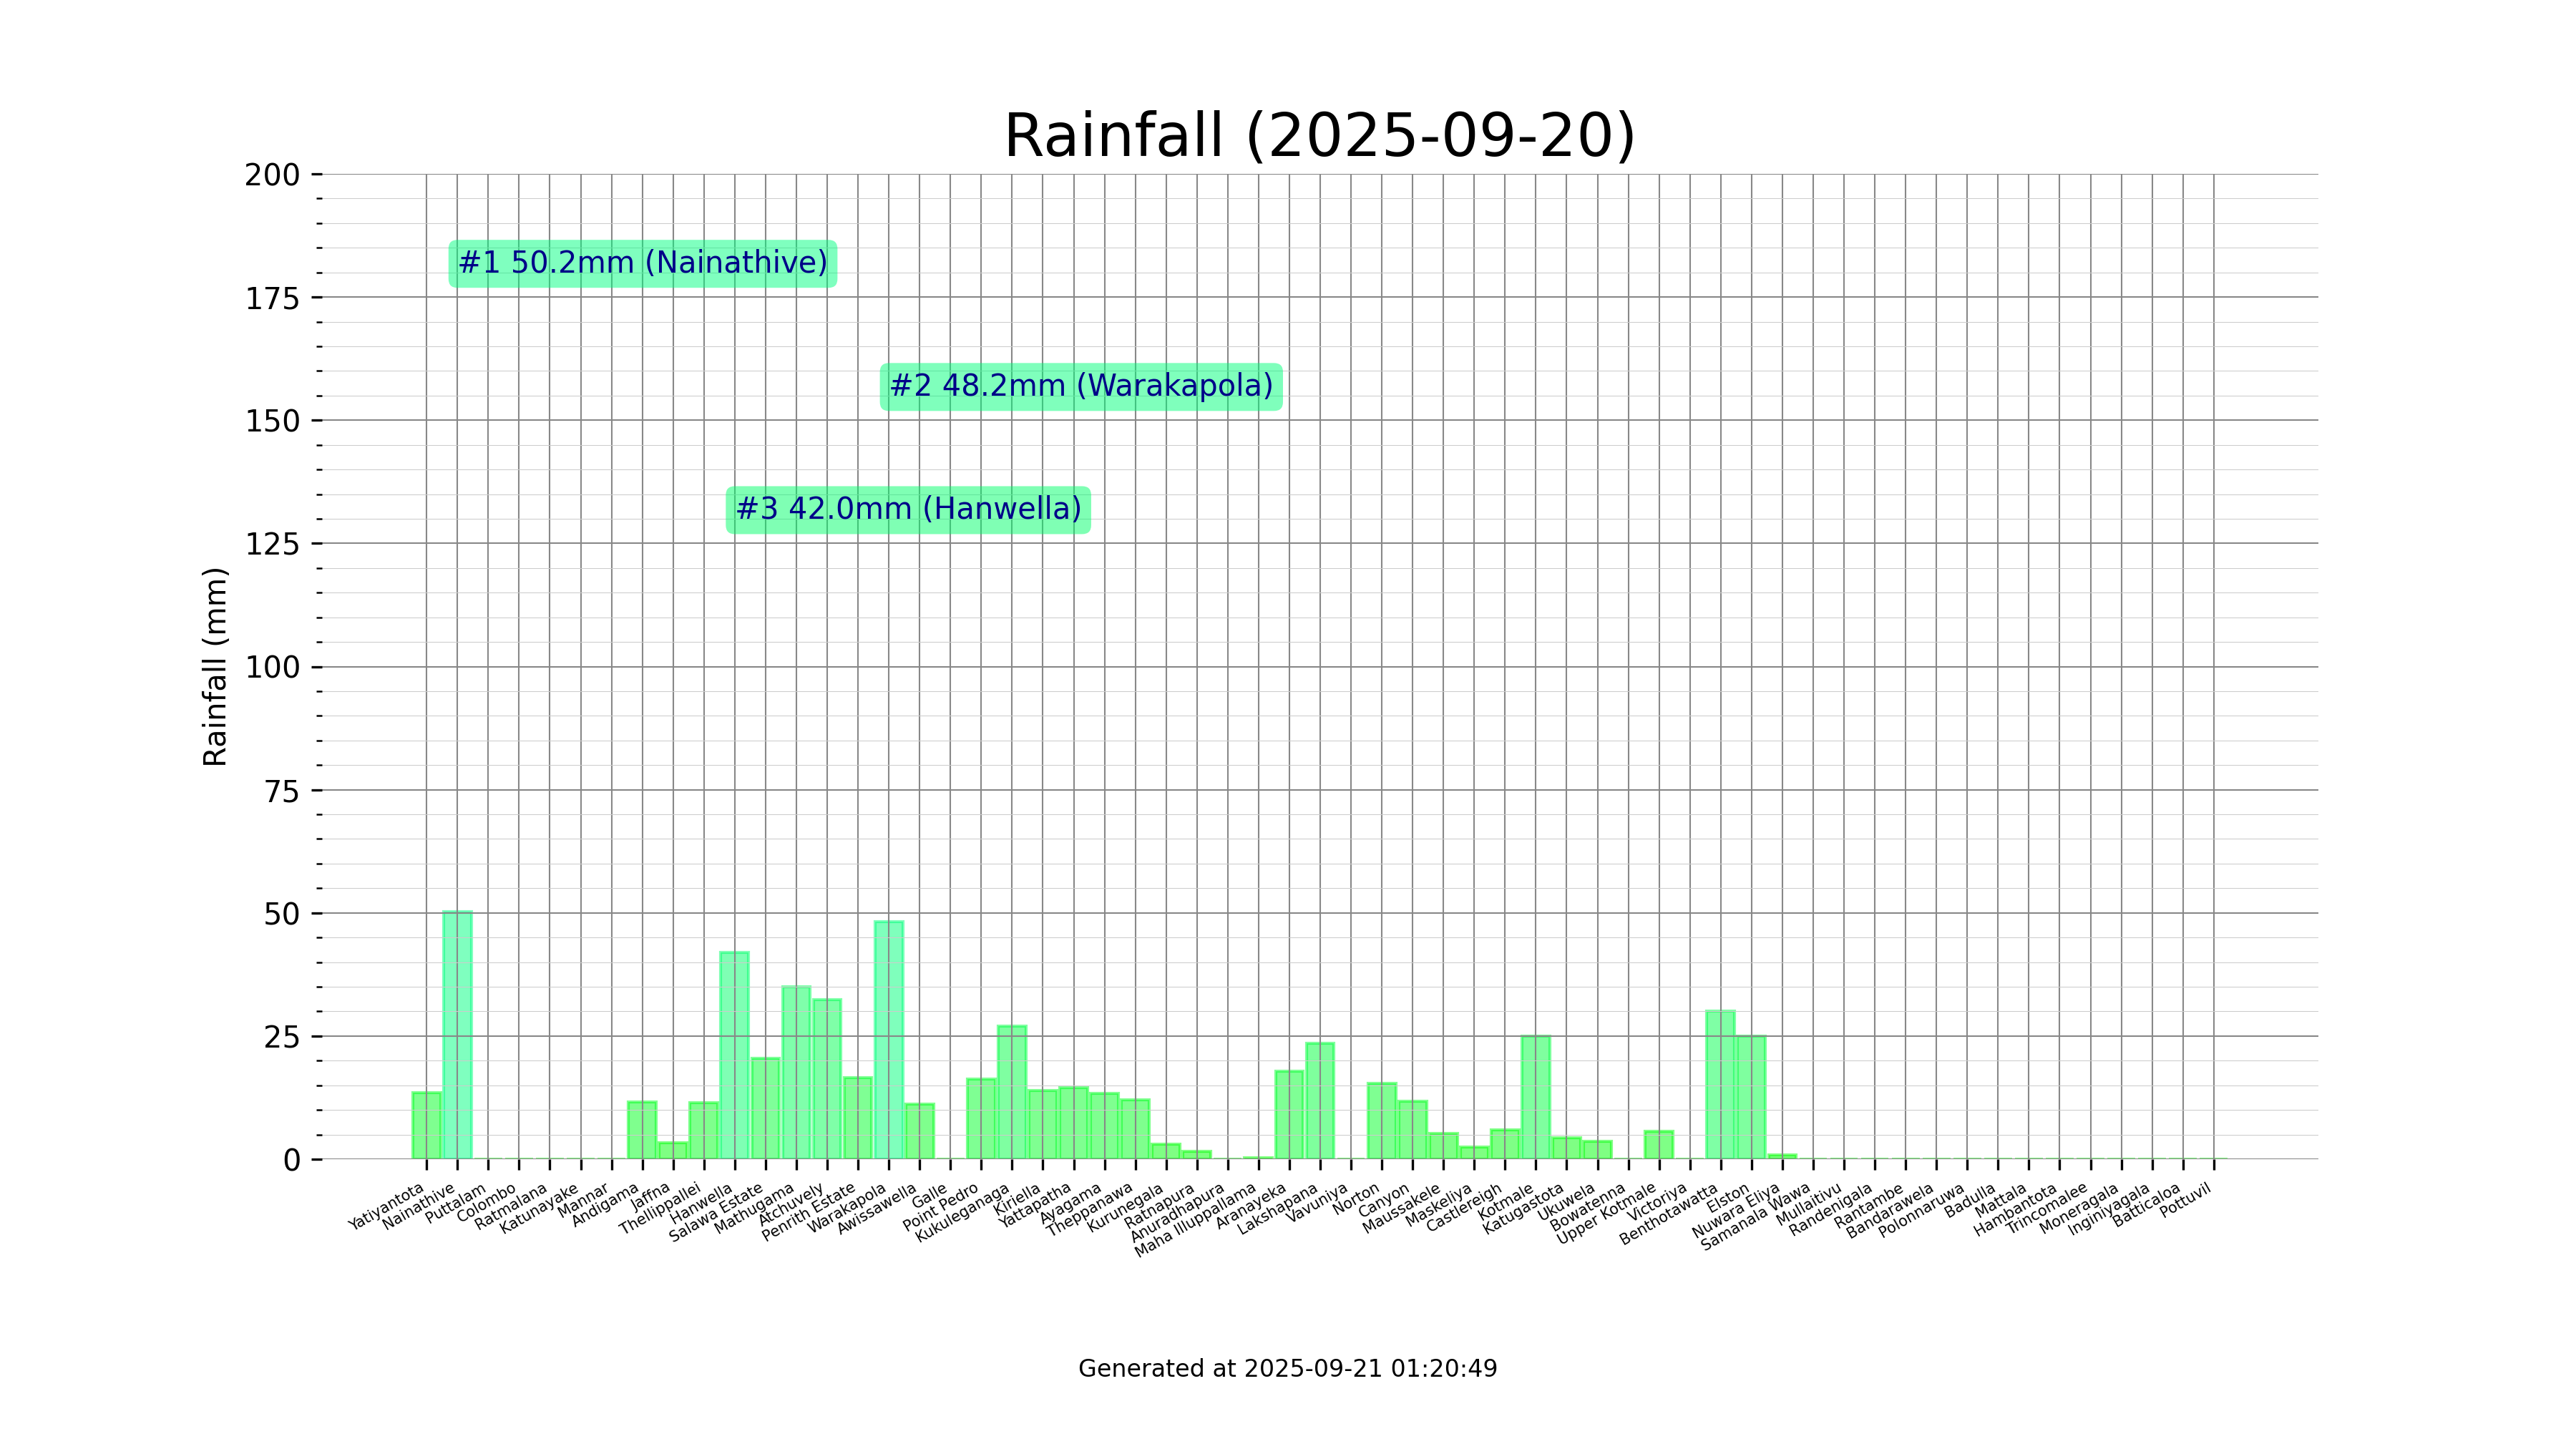 Rainfall (2025-09-20)
200
175
150
125
100
75
50
25
0
Rainfall (mm)
#1 50.2mm (Nainathive)
#2 48.2mm (Warakapola)
#3 42.0mm (Hanwella)
Yatiyantota
Nainathive
Puttalam
Colombo
Ratmalana
Katunayake
Mannar
Andigama
Jaffna
Thellippallei
Hanwella
Salawa Estate
Mathugama
Atchuvely
Penrith Estate
Warakapola
Awissawella
Galle
Point Pedro
Kukuleganaga
Kiriella
Yattapatha
Ayagama
Theppanawa
Kurunegala
Ratnapura
Anuradhapura
Maha Illuppallama
Aranayeka
Lakshapana
Vavuniya
Norton
Canyon
Maussakele
Maskeliya
Castlereigh
Kotmale
Katugastota
Ukuwela
Bowatenna
Upper Kotmale
Victoriya
Benthotawatta
Elston
Nuwara Eliya
Samanala Wawa
Mullaitivu
Randenigala
Rantambe
Bandarawela
Polonnaruwa
Badulla
Mattala
Hambantota
Trincomalee
Moneragala
Inginiyagala
Batticaloa
Pottuvil
Generated at 2025-09-21 01:20:49